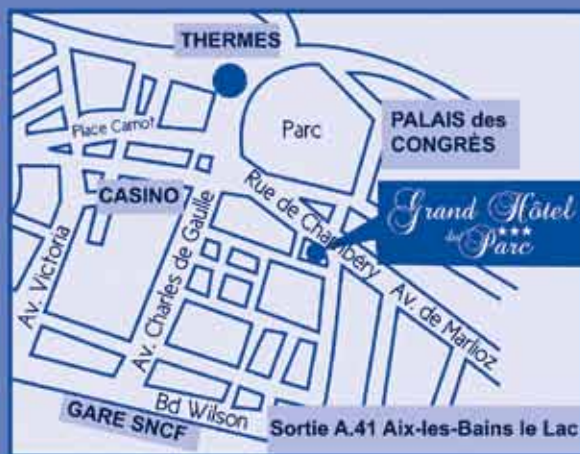 THERMES
Place Carnot
Parc
PALAIS des
CONGRÈS
CASINO
Rue de Chambéry
Grand Hôtel
du Parc
Av. Victoria
Av. Charles de Gaulle
Av. de Marlioz
Bd Wilson
GARE SNCF
Sortie A.41 Aix-les-Bains le Lac